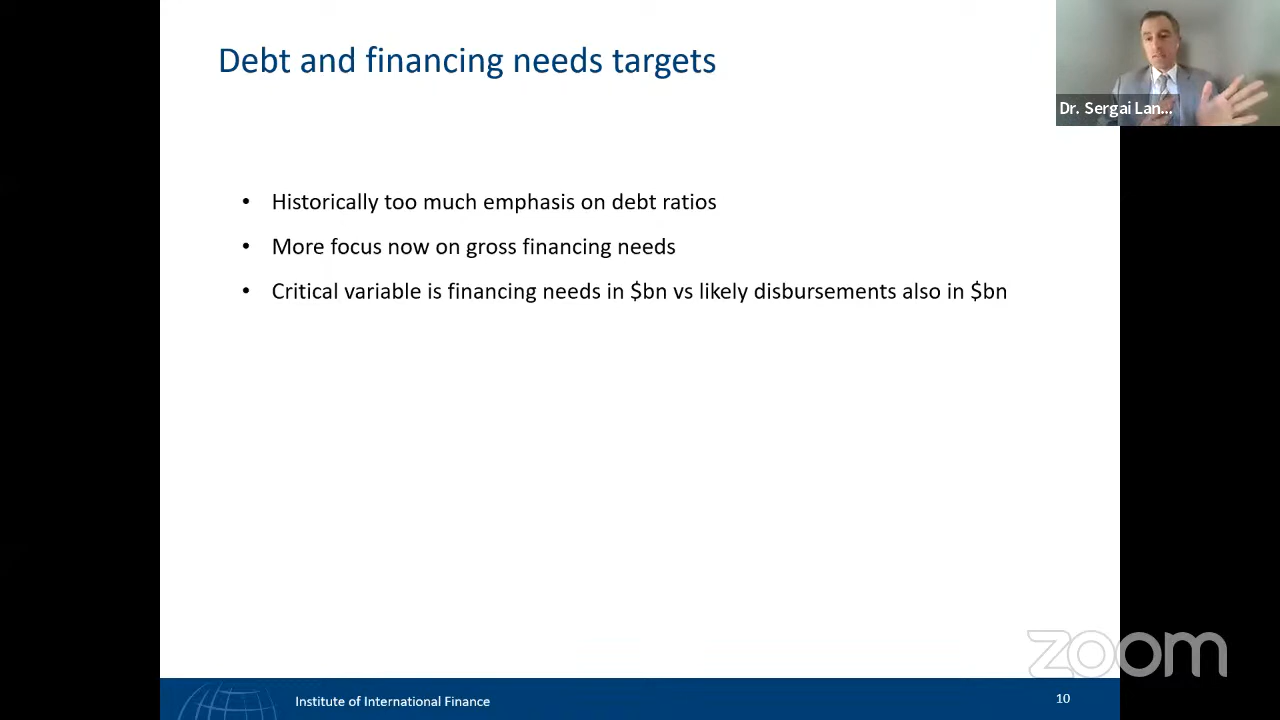 Debt and financing needs targets
Dr. Sergai Lan...
• Historically too much emphasis on debt ratios
• More focus now on gross financing needs
• Critical variable is financing needs in $bn vs likely disbursements also in $bn
zoom
Institute of International Finance
10